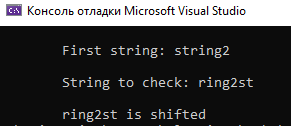 Консоль отладки Microsoft Visual Studio
First string: string2
String to check: ring2st
ring2st is shifted